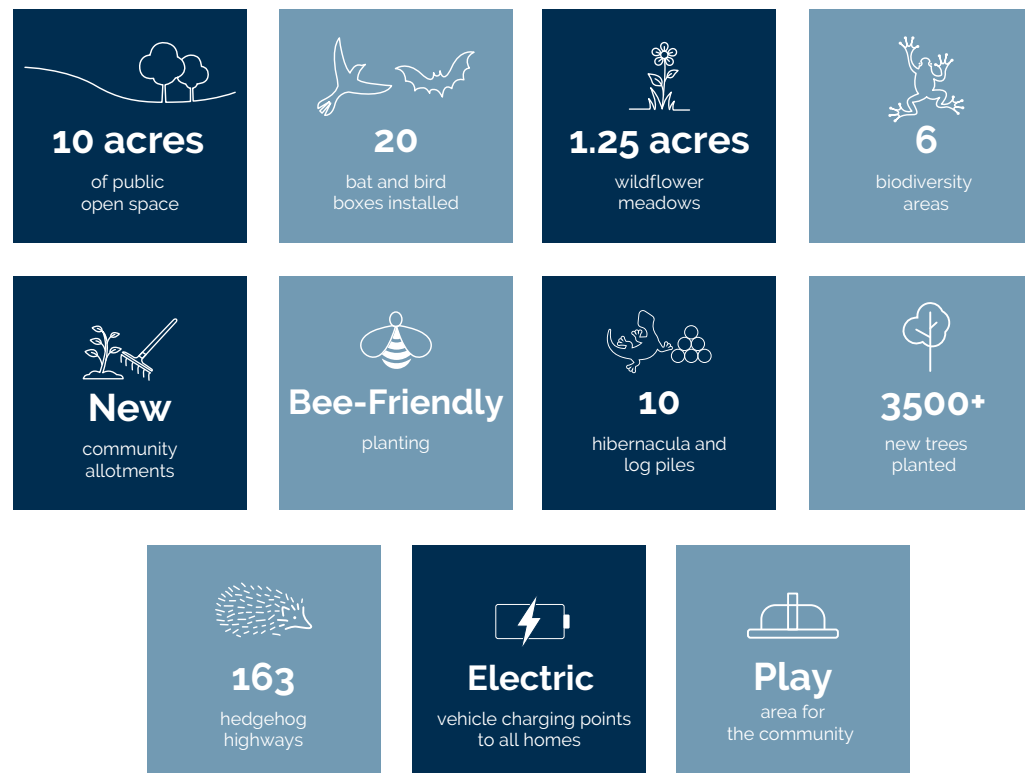 10 acres
of public
open space
20
bat and bird
boxes installed
1.25 acres
wildflower
meadows
6
biodiversity
areas
New
community
allotments
Bee-Friendly
planting
10
hibernacula and
log piles
3500+
new trees
planted
163
hedgehog
highways
Electric
vehicle charging points
to all homes
Play
area for
the community